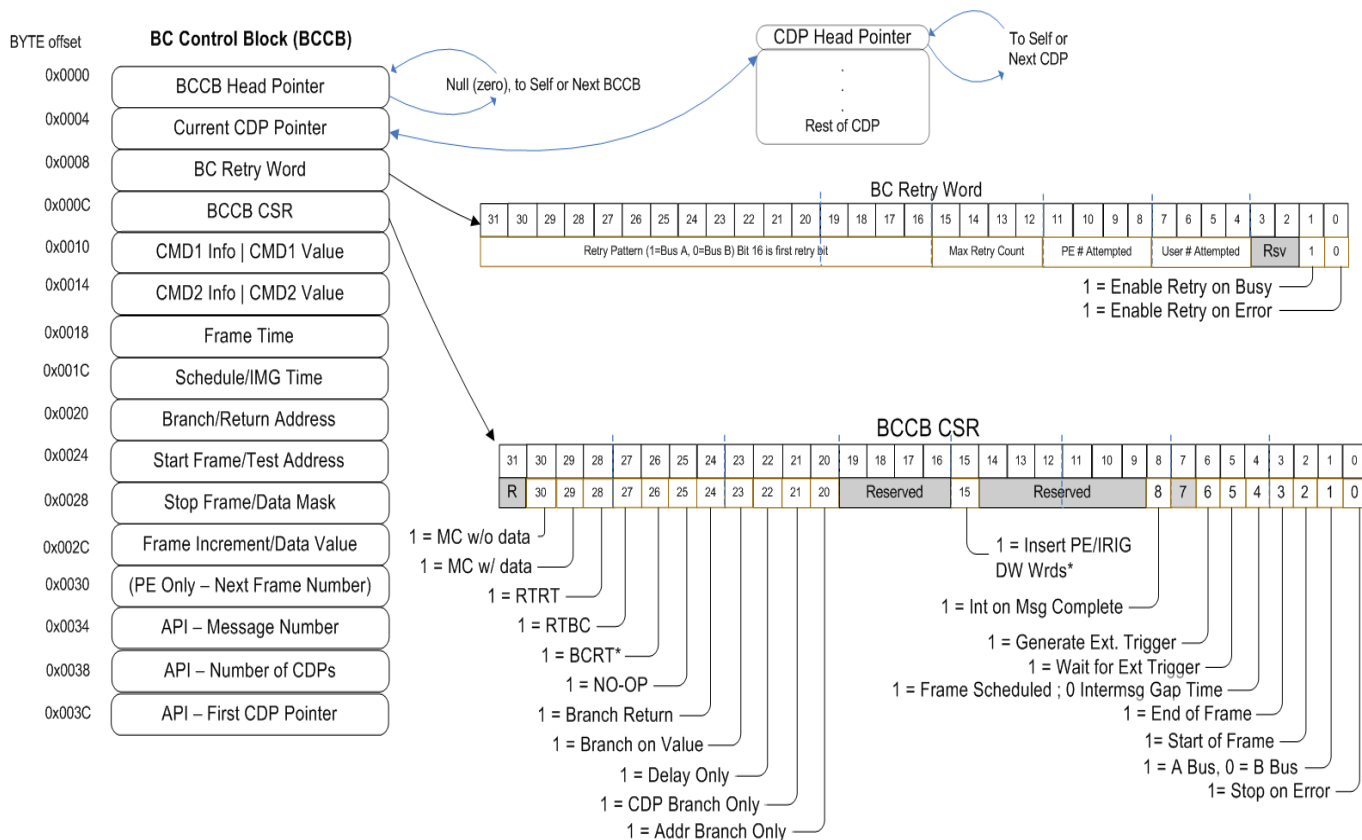 BYTE offset
BC Control Block (BCCB)
0x0000
BCCB Head Pointer
Null (zero), to Self or Next BCCB
0x0004
Current CDP Pointer
0x0008
BC Retry Word
0x000C
BCCB CSR
0x0010
CMD1 Info | CMD1 Value
0x0014
CMD2 Info | CMD2 Value
0x0018
Frame Time
0x001C
Schedule/IMG Time
0x0020
Branch/Return Address
0x0024
Start Frame/Test Address
0x0028
Stop Frame/Data Mask
0x002C
Frame Increment/Data Value
0x0030
(PE Only – Next Frame Number)
0x0034
API – Message Number
0x0038
API – Number of CDPs
0x003C
API – First CDP Pointer
CDP Head Pointer
.
.
.
Rest of CDP
To Self or
Next CDP
BC Retry Word
31 30 29 28 27 26 25 24 23 22 21 20 19 18 17 16 15 14 13 12 11 10 9 8 7 6 5 4 3 2 1 0
Retry Pattern (1=Bus A, 0=Bus B) Bit 16 is first retry bit Max Retry Count PE # Attempted User # Attempted Rsv 1 0
1 = Enable Retry on Busy
1 = Enable Retry on Error
BCCB CSR
31 30 29 28 27 26 25 24 23 22 21 20 19 18 17 16 15 14 13 12 11 10 9 8 7 6 5 4 3 2 1 0
R 30 29 28 27 26 25 24 23 22 21 20 Reserved 15 Reserved 8 7 6 5 4 3 2 1 0
1 = MC w/o data
1 = MC w/ data
1 = RTRT
1 = RTBC
1 = BCRT*
1 = NO-OP
1 = Branch Return
1 = Branch on Value
1 = Delay Only
1 = CDP Branch Only
1 = Addr Branch Only
1 = Insert PE/IRIG
DW Wrds*
1 = Int on Msg Complete
1 = Generate Ext. Trigger
1 = Wait for Ext Trigger
1 = Frame Scheduled ; 0 Intermsg Gap Time
1 = End of Frame
1= Start of Frame
1 = A Bus, 0 = B Bus
1= Stop on Error